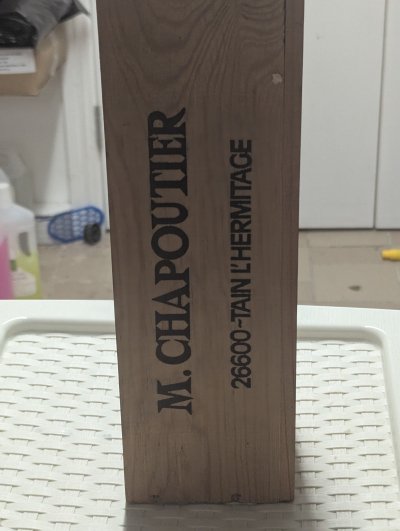 M. CHAPOUTIER
26600-TAIN L'HERMITAGE